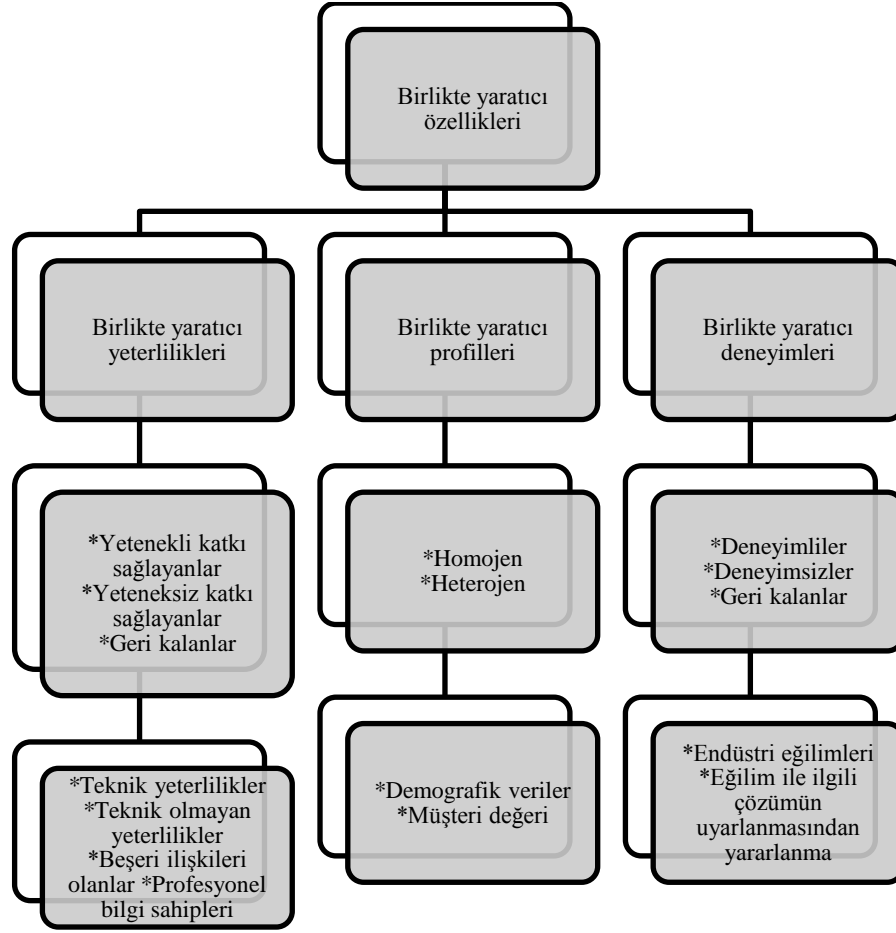 Birlikte yaratıcı
özellikleri
Birlikte yaratıcı
yeterlilikleri
Birlikte yaratıcı
profilleri
Birlikte yaratıcı
deneyimleri
*Yetenekli katkı
sağlayanlar
*Yeteneksiz katkı
sağlayanlar
*Geri kalanlar
*Homojen
*Heterojen
*Deneyimliler
*Deneyimsizler
*Geri kalanlar
*Teknik yeterlilikler
*Teknik olmayan
yeterlilikler
*Beşeri ilişkileri
olanlar *Profesyonel
bilgi sahipleri
*Demografik veriler
*Müşteri değeri
*Endüstri eğilimleri
*Eğilim ile ilgili
çözümün
uyarlanmasından
yararlanma